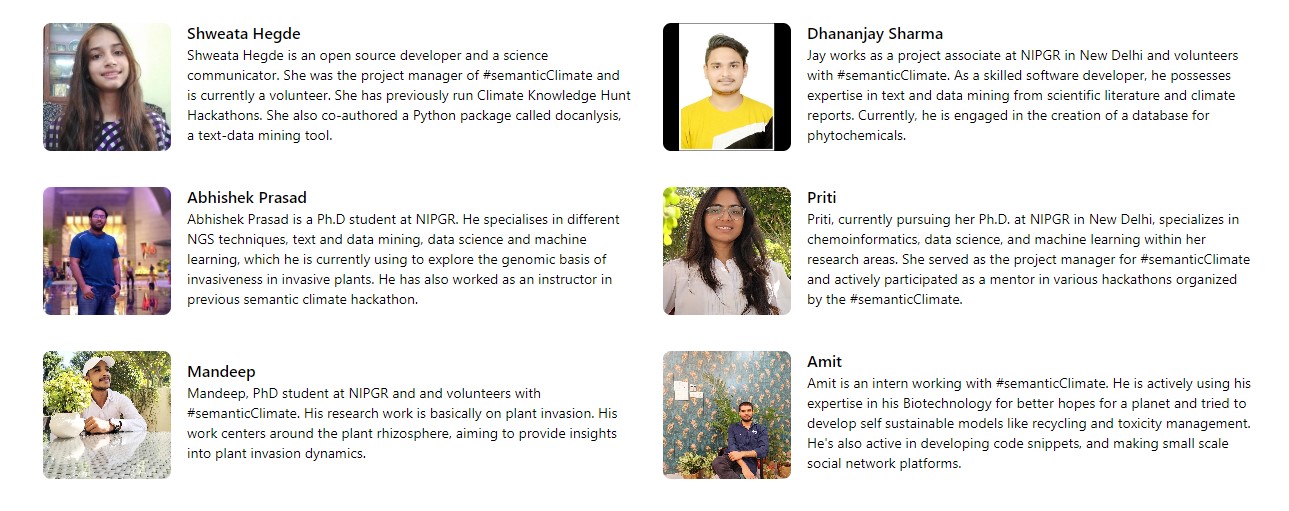 Shweata Hegde
Shweata Hegde is an open source developer and a science
communicator. She was the project manager of #semanticClimate and
is currently a volunteer. She has previously run Climate Knowledge Hunt
Hackathons. She also co-authored a Python package called docanlysis,
a text-data mining tool.
Dhananjay Sharma
Jay works as a project associate at NIPGR in New Delhi and volunteers
with #semanticClimate. As a skilled software developer, he possesses
expertise in text and data mining from scientific literature and climate
reports. Currently, he is engaged in the creation of a database for
phytochemicals.
Abhishek Prasad
Abhishek Prasad is a Ph.D student at NIPGR. He specialises in different
NGS techniques, text and data mining, data science and machine
learning, which he is currently using to explore the genomic basis of
invasiveness in invasive plants. He has also worked as an instructor in
previous semantic climate hackathon.
Priti
Priti, currently pursuing her Ph.D. at NIPGR in New Delhi, specializes in
chemoinformatics, data science, and machine learning within her
research areas. She served as the project manager for #semanticClimate
and actively participated as a mentor in various hackathons organized
by the #semanticClimate.
Mandeep
Mandeep, PhD student at NIPGR and and volunteers with
#semanticClimate. His research work is basically on plant invasion. His
work centers around the plant rhizosphere, aiming to provide insights
into plant invasion dynamics.
Amit
Amit is an intern working with #semanticClimate. He is actively using his
expertise in his Biotechnology for better hopes for a planet and tried to
develop self sustainable models like recycling and toxicity management.
He's also active in developing code snippets, and making small scale
social network platforms.